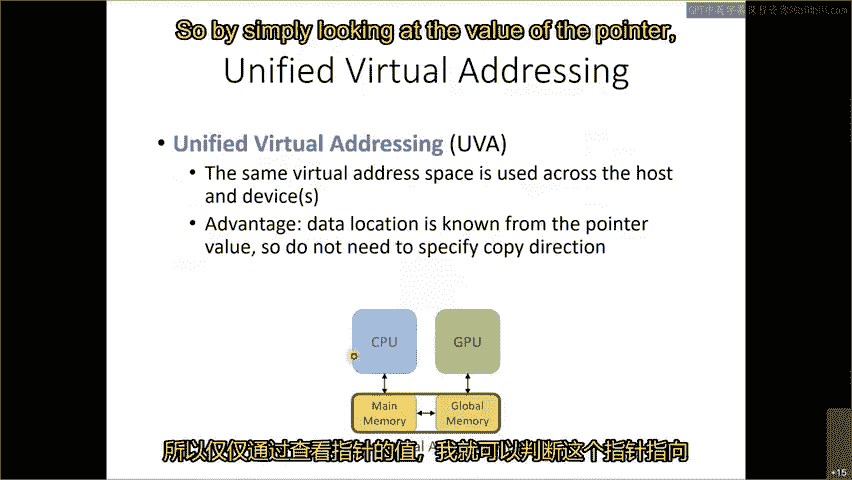 So by simply looking at the value of the pointer,
Unified Virtual Addressing
• Unified Virtual Addressing (UVA)
• The same virtual address space is used across the host
and device(s)
• Advantage: data location is known from the pointer
value, so do not need to specify copy direction
CPU
GPU
Main
Memory
Global
Memory
所以仅仅通过查看指针的值，我就可以判断这个指针指向
+15